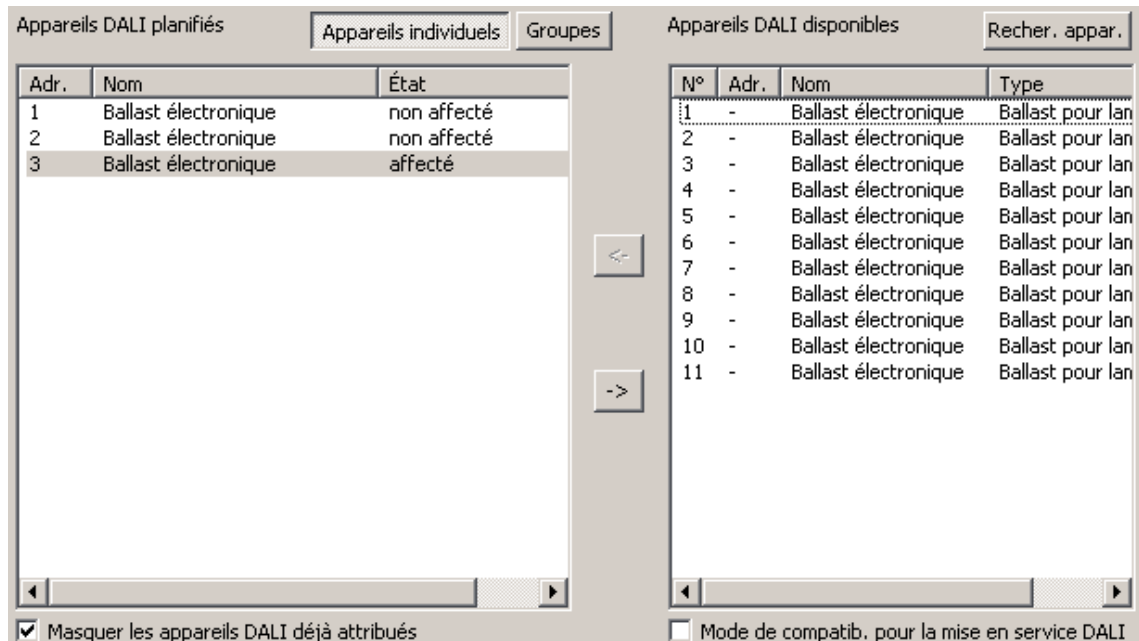 Appareils DALI planifiés Appareils individuels Groupes
Adr. Nom État
1 Ballast électronique non affecté
2 Ballast électronique non affecté
3 Ballast électronique affecté
<-
->
Masquer les appareils DALI déjà attribués
Appareils DALI disponibles Recher. appar.
N° Adr. Nom Type
1 - Ballast électronique Ballast pour lan
2 - Ballast électronique Ballast pour lan
3 - Ballast électronique Ballast pour lan
4 - Ballast électronique Ballast pour lan
5 - Ballast électronique Ballast pour lan
6 - Ballast électronique Ballast pour lan
7 - Ballast électronique Ballast pour lan
8 - Ballast électronique Ballast pour lan
9 - Ballast électronique Ballast pour lan
10 - Ballast électronique Ballast pour lan
11 - Ballast électronique Ballast pour lan
Mode de compatib. pour la mise en service DALI